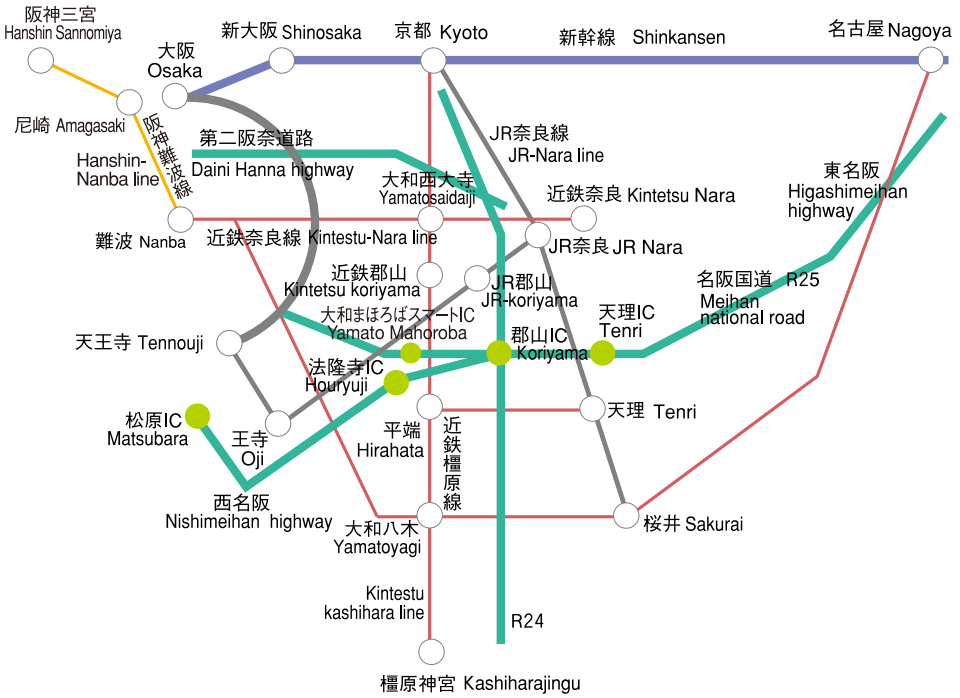 阪神三宮
Hanshin Sannomiya
新大阪 Shinosaka
京都 Kyoto
新幹線 Shinkansen
名古屋 Nagoya
大阪
Osaka
尼崎 Amagasaki
阪神難波線
Hanshin-
Nanba line
第二阪奈道路
Daini Hanna highway
JR奈良線
JR-Nara line
大和西大寺
Yamatosaidaiji
近鉄奈良 Kintetsu Nara
東名阪
Higashimeihan
highway
難波 Nanba
近鉄奈良線 Kintestu-Nara line
JR奈良 JR Nara
近鉄郡山
Kintetsu koriyama
JR郡山
JR-koriyama
名阪国道 R25
Meihan
national road
大和まほろばスマートIC
Yamato Mahoroba
天理IC
Tenri
天王寺 Tennouji
郡山IC
Koriyama
法隆寺IC
Houryuji
松原IC
Matsubara
王寺
Oji
平端
Hirahata
近鉄橿原線
天理 Tenri
西名阪
Nishimeihan highway
大和八木
Yamatoyagi
桜井 Sakurai
Kintestu
kashihara line
R24
橿原神宮 Kashiharajingu